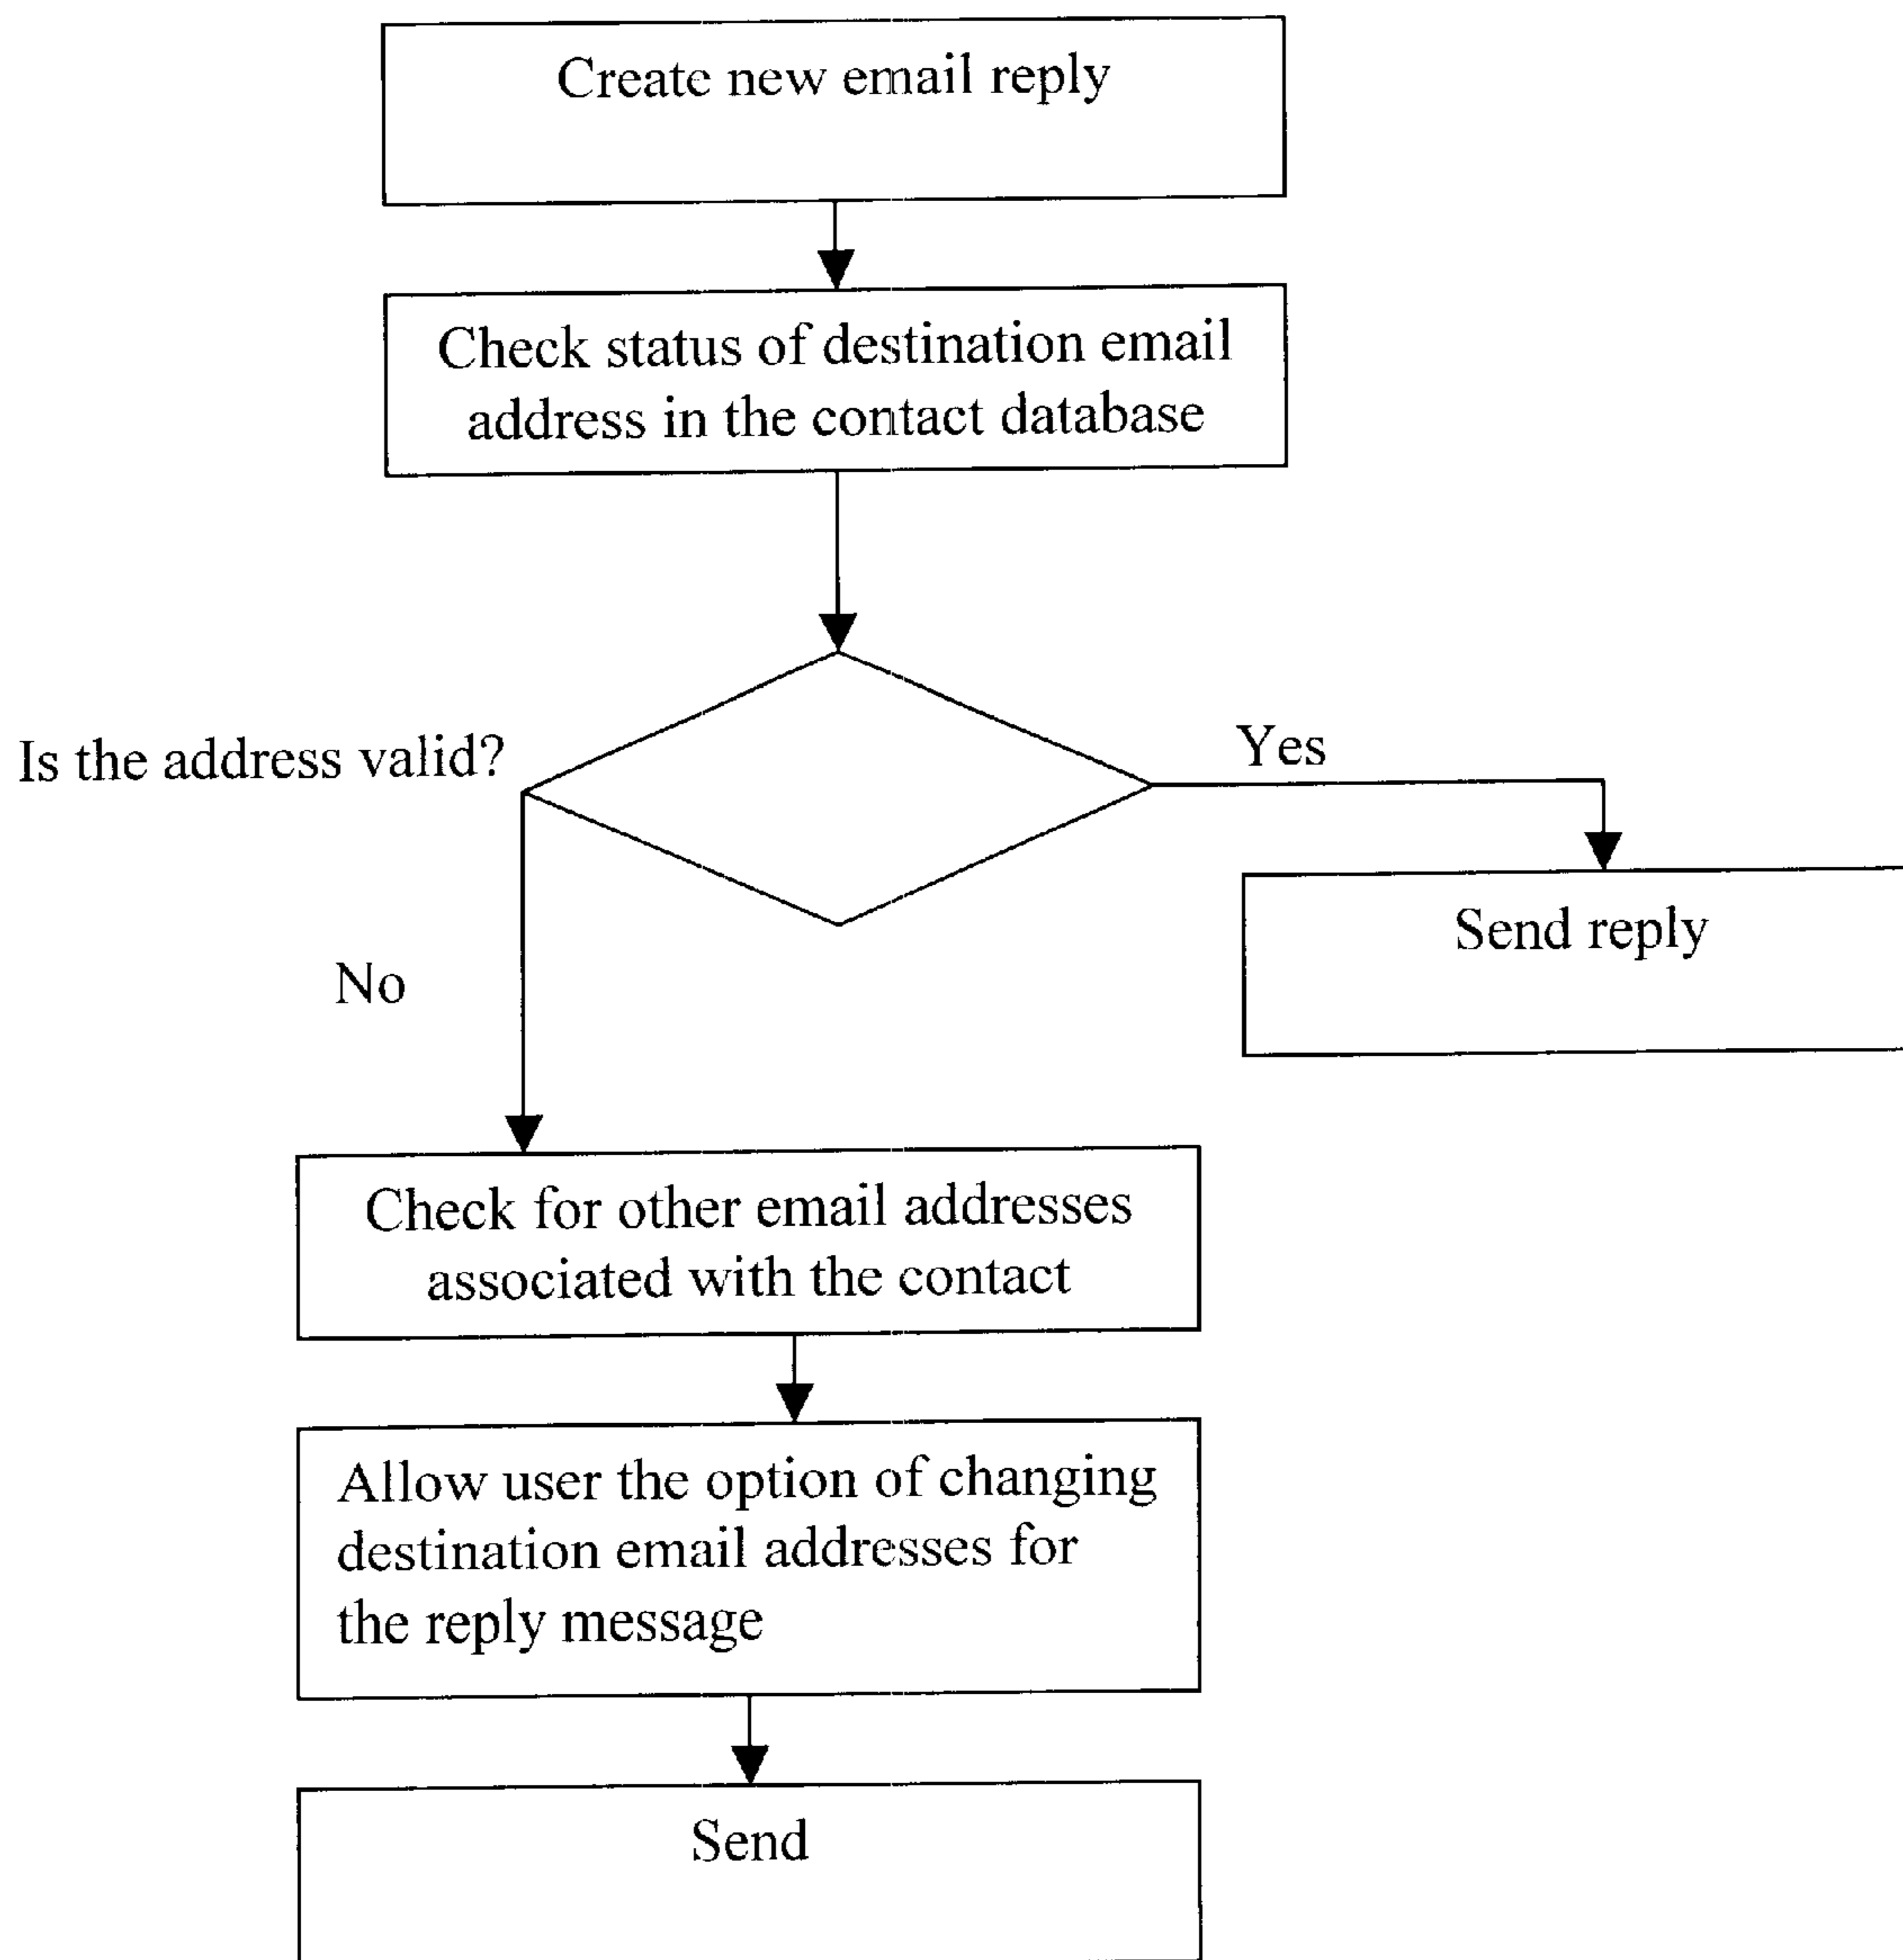 Create new email reply
Check status of destination email
address in the contact database
Is the address valid?
Yes
Send reply
No
Check for other email addresses
associated with the contact
Allow user the option of changing
destination email addresses for
the reply message
Send